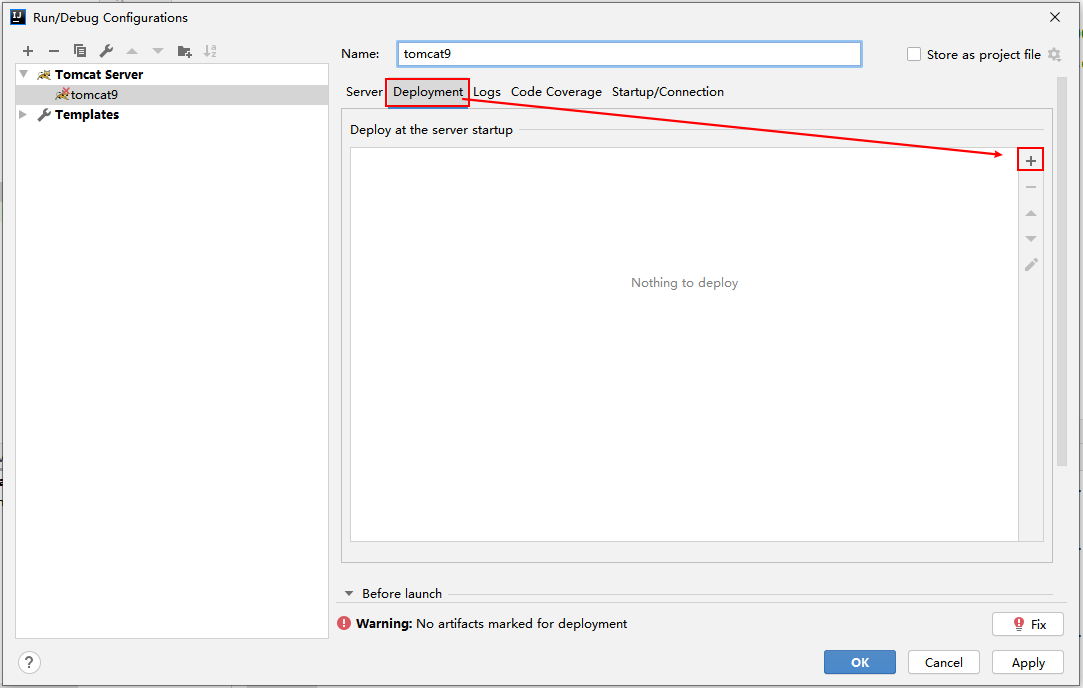 Run/Debug Configurations
Name: tomcat9
Store as project file
Tomcat Server
tomcat9
Templates
Server Deployment Logs Code Coverage Startup/Connection
Deploy at the server startup
Nothing to deploy
Before launch
Warning: No artifacts marked for deployment
Fix
? OK Cancel Apply